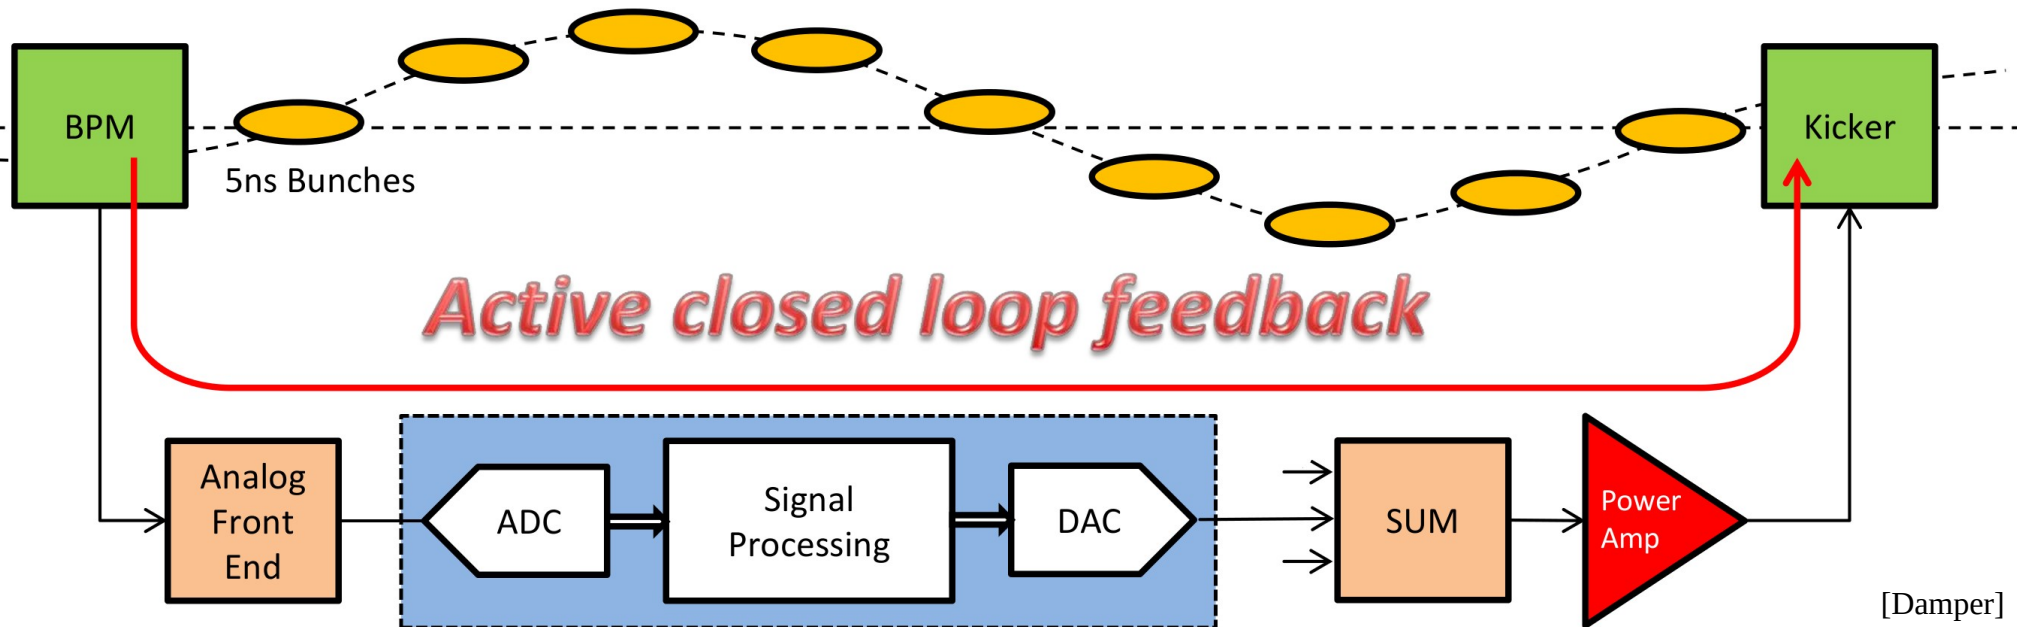 BPM
Kicker
5ns Bunches
Active closed loop feedback
Analog
Front
End
ADC
Signal
Processing
DAC
SUM
Power
Amp
[Damper]